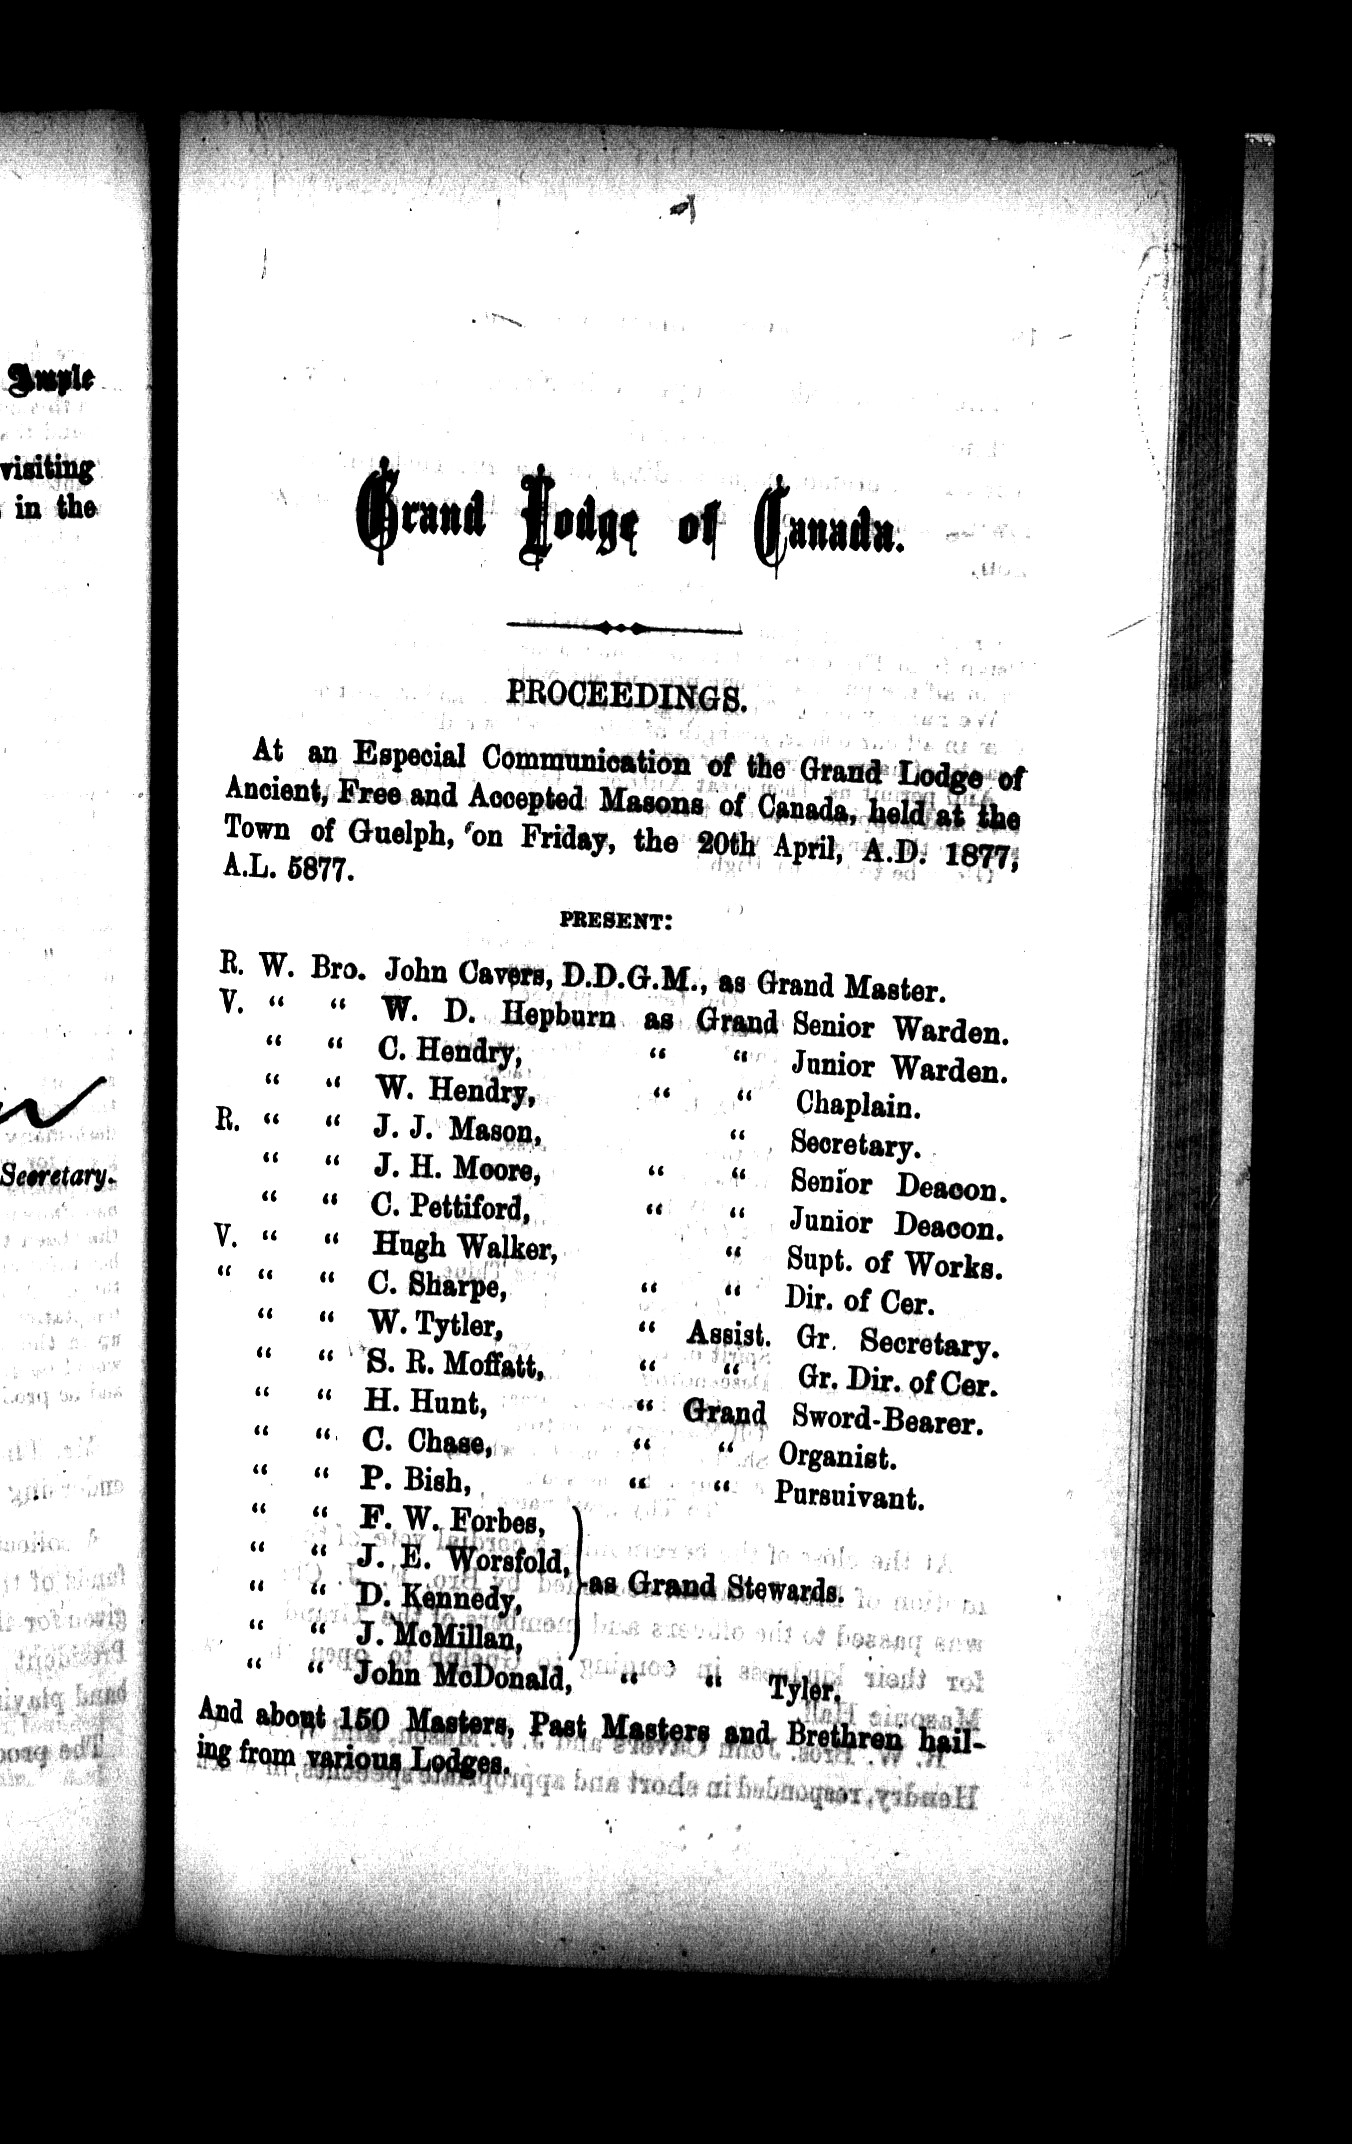 Ample
visiting
in the
Secretary.
Grand Lodge of Canada.
PROCEEDINGS.
At an Especial Communication of the Grand Lodge of
Ancient, Free and Accepted Masons of Canada, held at the
Town of Guelph, on Friday, the 20th April, A.D. 1877,
A.L. 5877.
PRESENT:
R. W. Bro. John Cavers, D.D.G.M., as Grand Master.
V. " " W. D. Hepburn as Grand Senior Warden.
" " C. Hendry, " " Junior Warden.
" " W. Hendry, " " Chaplain.
R. " " J. J. Mason, " Secretary.
" " J. H. Moore, " " Senior Deacon.
" " C. Pettiford, " " Junior Deacon.
V. " " Hugh Walker, " Supt. of Works.
" " " C. Sharpe, " " Dir. of Cer.
" " W. Tytler, " Assist. Gr. Secretary.
" " S. R. Moffatt, " " Gr. Dir. of Cer.
" " H. Hunt, " Grand Sword-Bearer.
" " C. Chase, " " Organist.
" " P. Bish, " " Pursuivant.
" " F. W. Forbes,
" " J. E. Worsfold,
" " D. Kennedy, as Grand Stewards.
" " J. McMillan,
" " John McDonald, " " Tyler.
And about 150 Masters, Past Masters and Brethren hail-
ing from various Lodges.